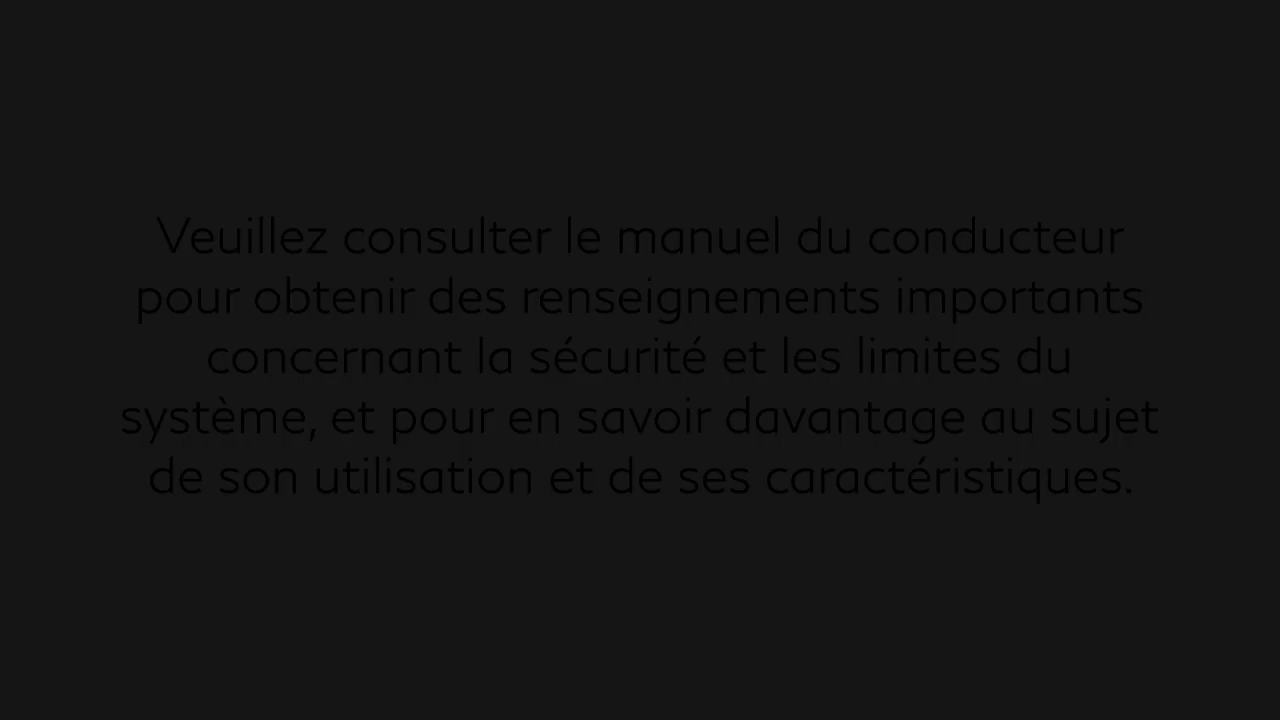 Veuillez consulter le manuel du conducteur
pour obtenir des renseignements importants
concernant la sécurité et les limites du
système, et pour en savoir davantage au sujet
de son utilisation et de ses caractéristiques.